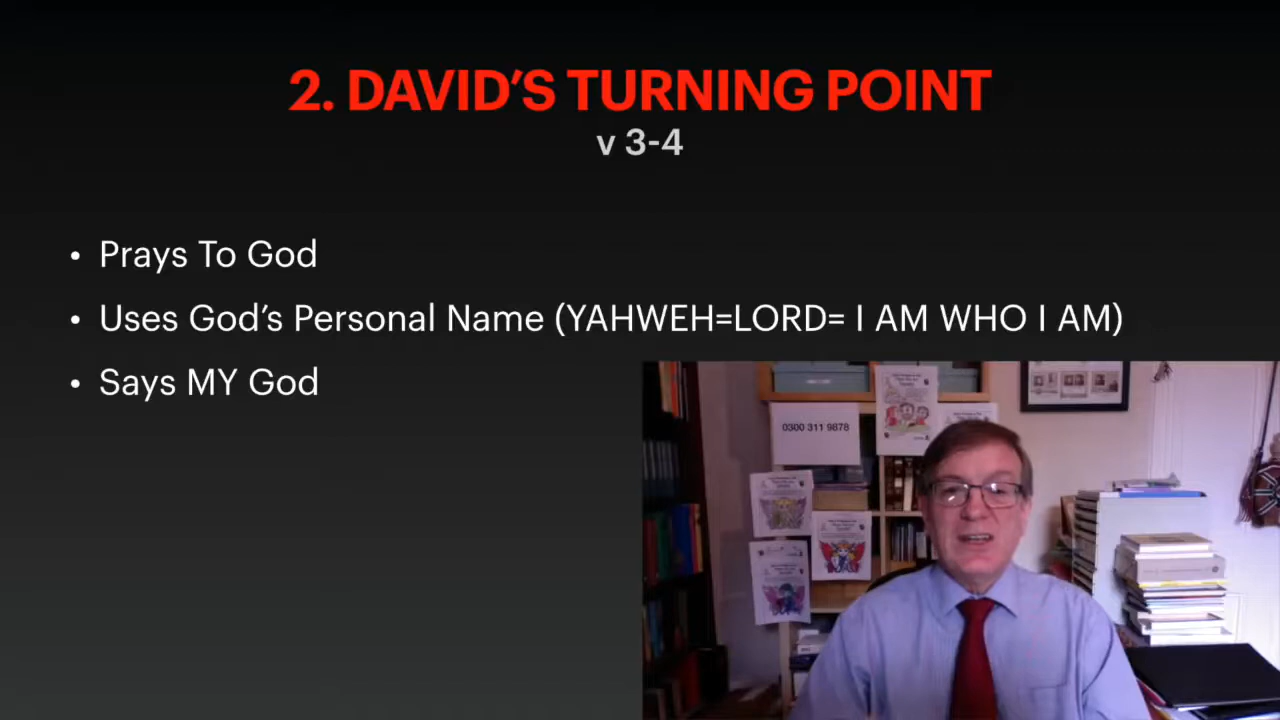 2. DAVID’S TURNING POINT
v 3-4
• Prays To God
• Uses God’s Personal Name (YAHWEH=LORD= I AM WHO I AM)
• Says MY God
0300 311 9878